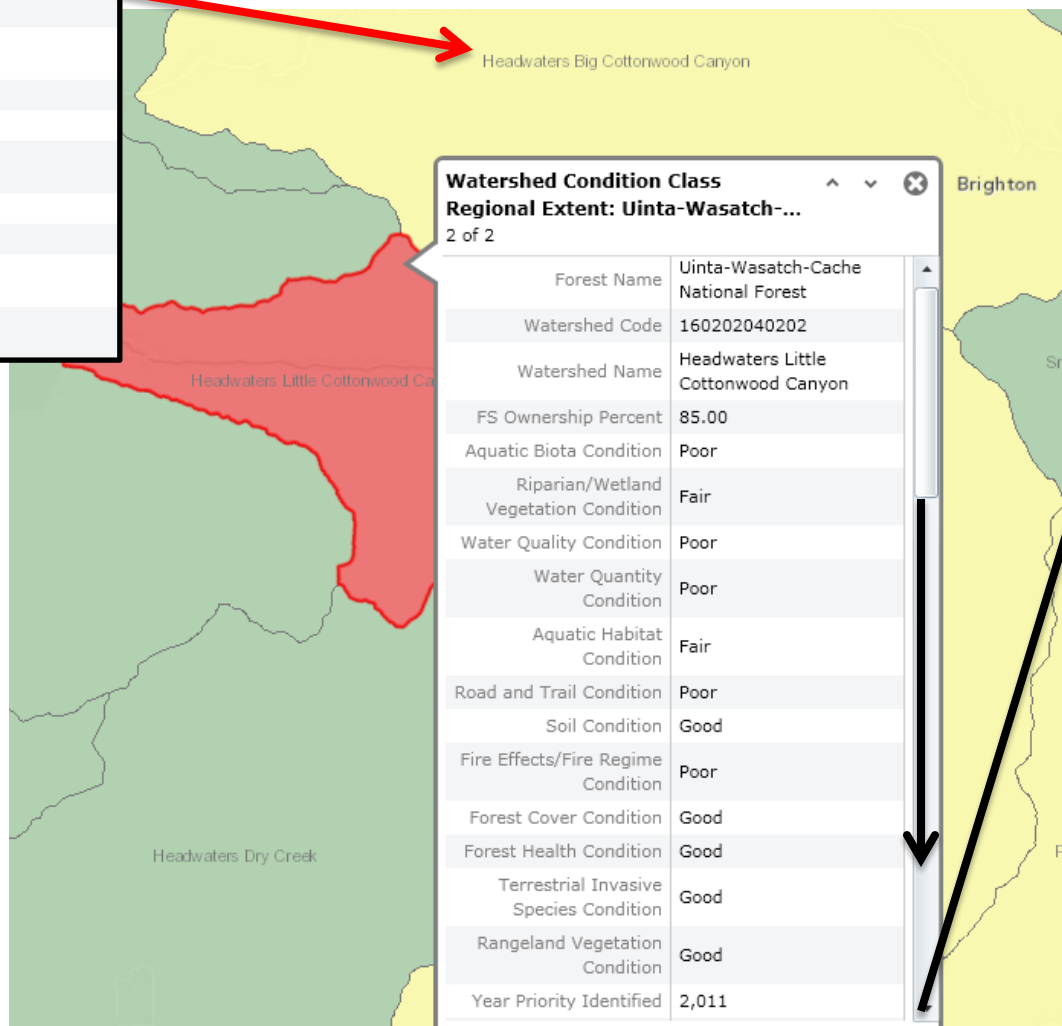 Headwaters Big Cottonwood Canyon
Brighton
Watershed Condition Class
Regional Extent: Uinta-Wasatch-...
2 of 2
Forest Name Uinta-Wasatch-Cache
National Forest
Watershed Code 160202040202
Watershed Name Headwaters Little
Cottonwood Canyon
FS Ownership Percent 85.00
Aquatic Biota Condition Poor
Riparian/Wetland
Vegetation Condition Fair
Water Quality Condition Poor
Water Quantity
Condition Poor
Aquatic Habitat
Condition Fair
Road and Trail Condition Poor
Soil Condition Good
Fire Effects/Fire Regime
Condition Poor
Forest Cover Condition Good
Forest Health Condition Good
Terrestrial Invasive
Species Condition Good
Rangeland Vegetation
Condition Good
Year Priority Identified 2,011
Headwaters Little Cottonwood Ca
Headwaters Dry Creek